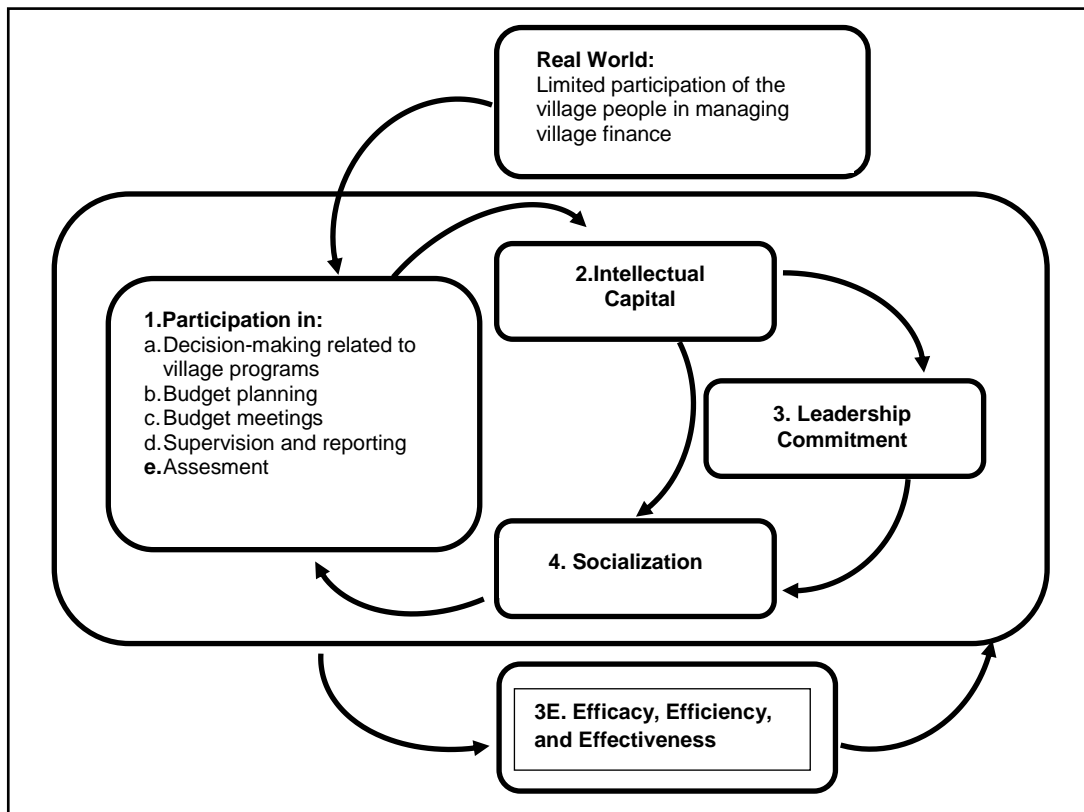 Real World:
Limited participation of the
village people in managing
village finance
1.Participation in:
a.Decision-making related to
village programs
b.Budget planning
c.Budget meetings
d.Supervision and reporting
e.Assesment
2.Intellectual
Capital
3. Leadership
Commitment
4. Socialization
3E. Efficacy, Efficiency,
and Effectiveness